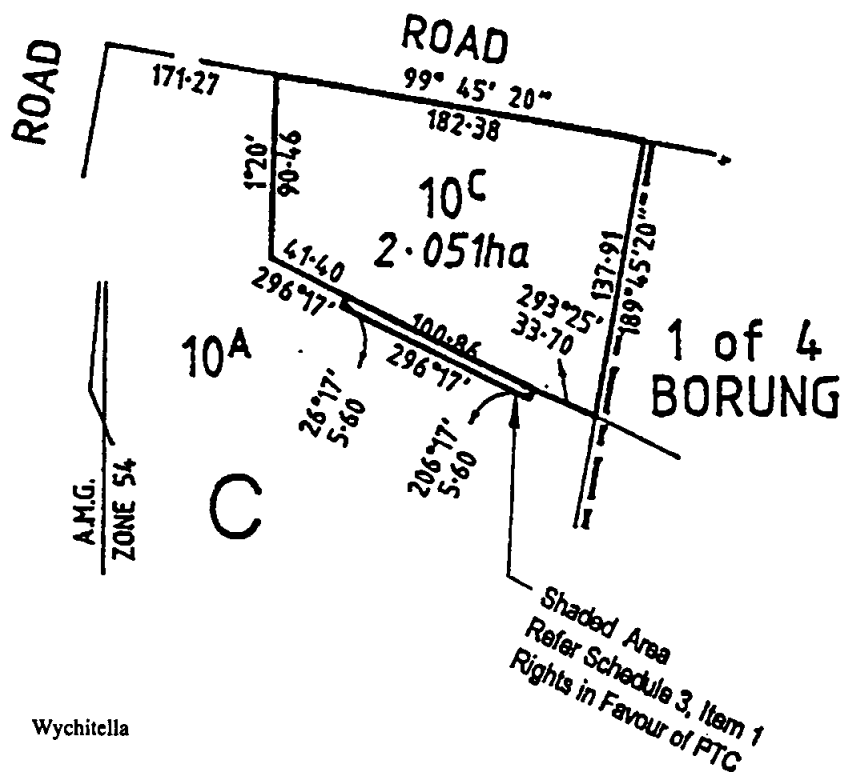 ROAD
ROAD
171·27
99° 45' 20"
182·38
1°20'
90·46
10C
2·051ha
137·91
189°45'20"
41·40
296°17'
100·86
296°17'
293°25'
33·70
10A
1 of 4
BORUNG
26°17'
5·60
206°17'
5·60
A.M.G.
ZONE 54
C
Shaded Area
Refer Schedule 3, Item 1
Rights in Favour of PTC
Wychitella